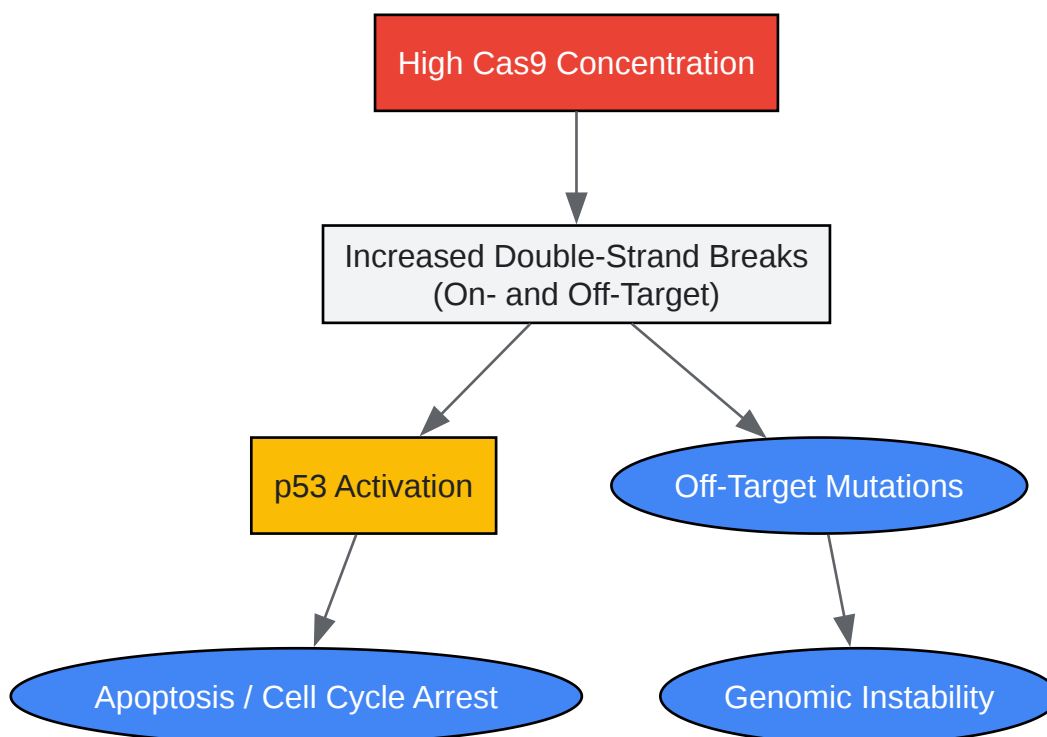 High Cas9 Concentration
Increased Double-Strand Breaks
(On- and Off-Target)
p53 Activation
Off-Target Mutations
Apoptosis / Cell Cycle Arrest
Genomic Instability